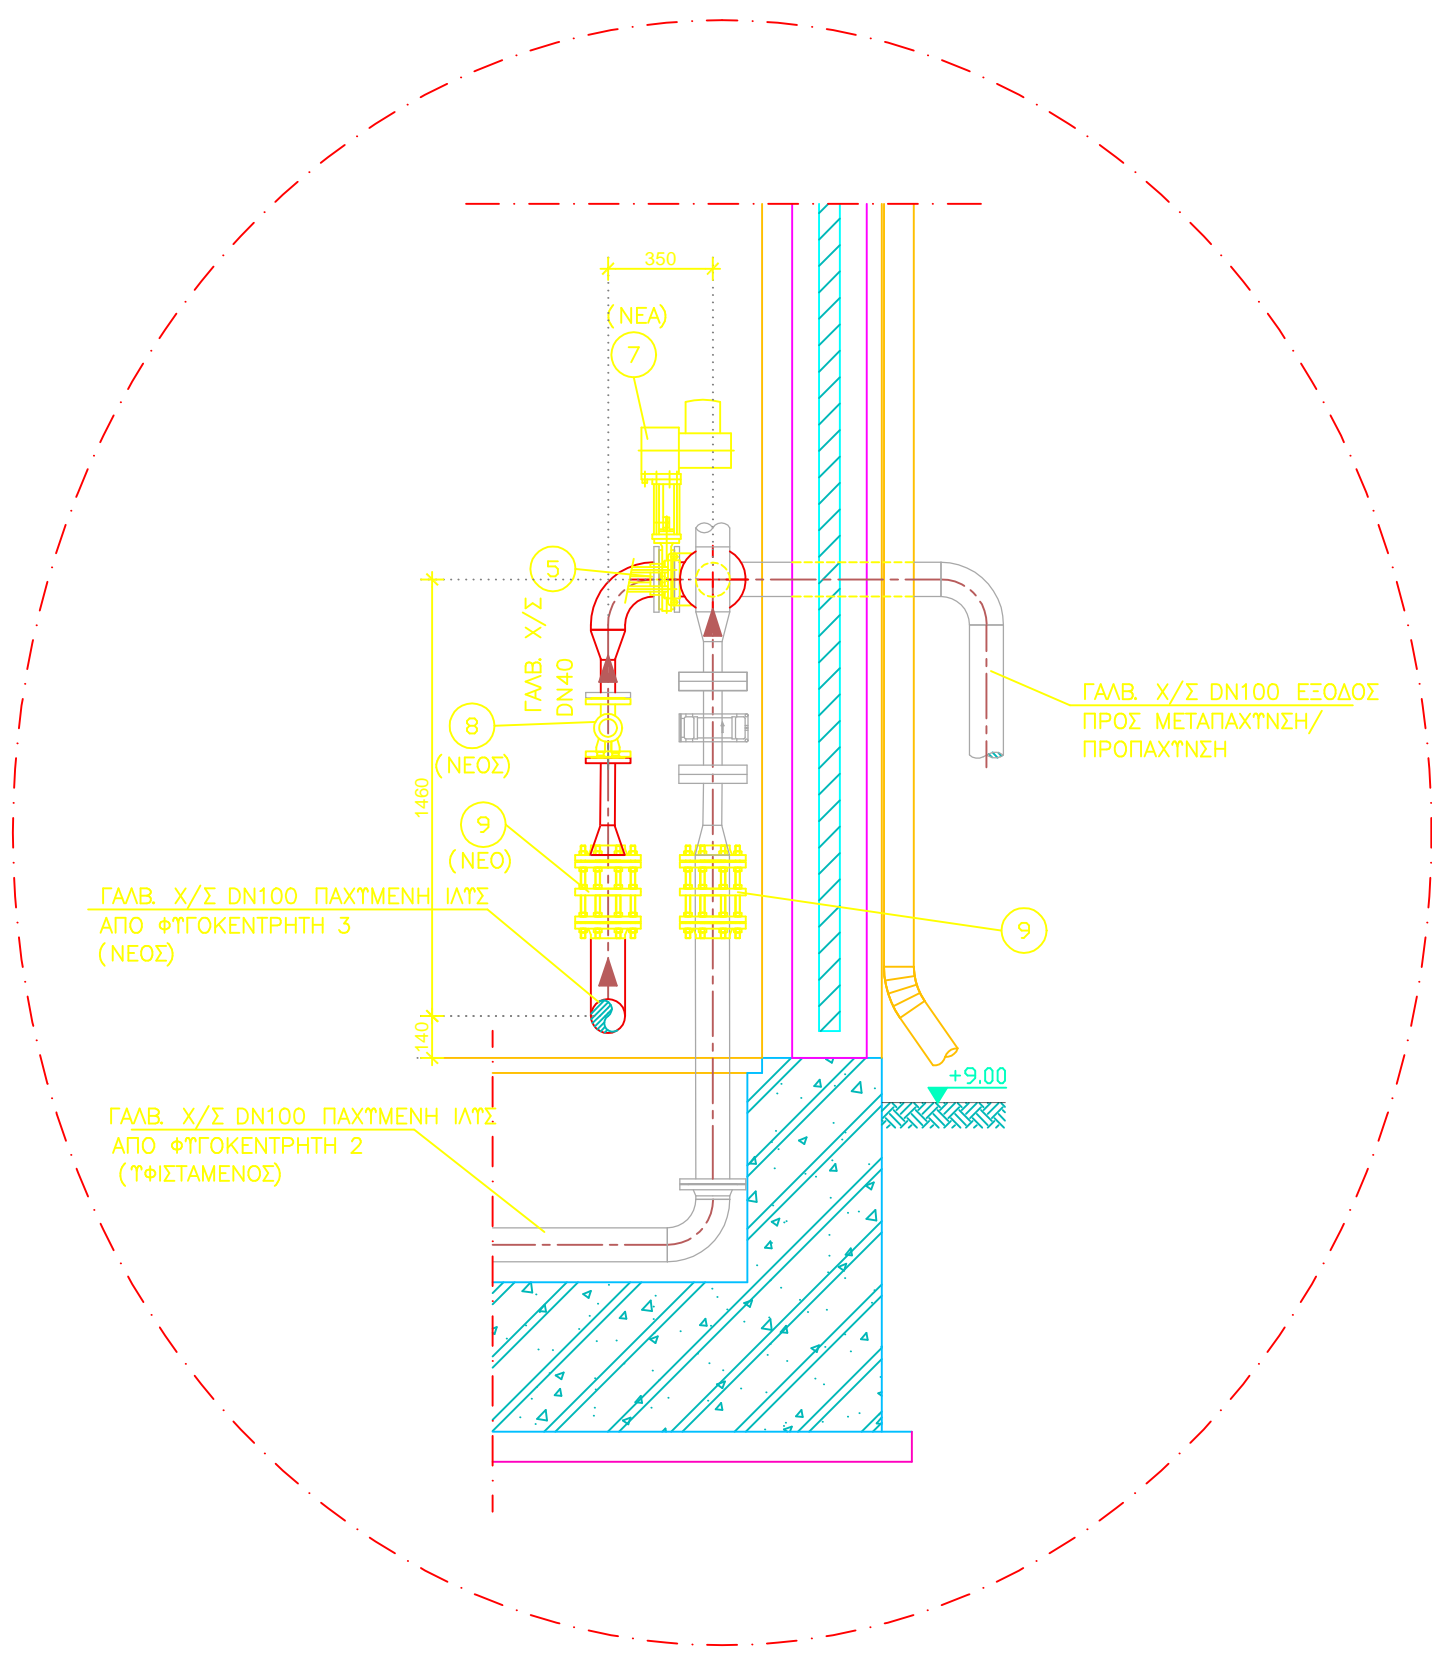 350
(ΝΕΑ)
7
5
ΓΑΛΒ. Χ/Σ
DN40
ΓΑΛΒ. Χ/Σ DN100 ΕΞΟΔΟΣ
ΠΡΟΣ ΜΕΤΑΠΑΧΥΝΣΗ/
ΠΡΟΠΑΧΥΝΣΗ
8
(ΝΕΟΣ)
1460
9
(ΝΕΟ)
ΓΑΛΒ. Χ/Σ DN100 ΠΑΧΥΜΕΝΗ ΙΛΥΣ
ΑΠΟ ΦΥΓΟΚΕΝΤΡΗΤΗ 3
(ΝΕΟΣ)
9
140
+9.00
ΓΑΛΒ. Χ/Σ DN100 ΠΑΧΥΜΕΝΗ ΙΛΥΣ
ΑΠΟ ΦΥΓΟΚΕΝΤΡΗΤΗ 2
(ΥΦΙΣΤΑΜΕΝΟΣ)